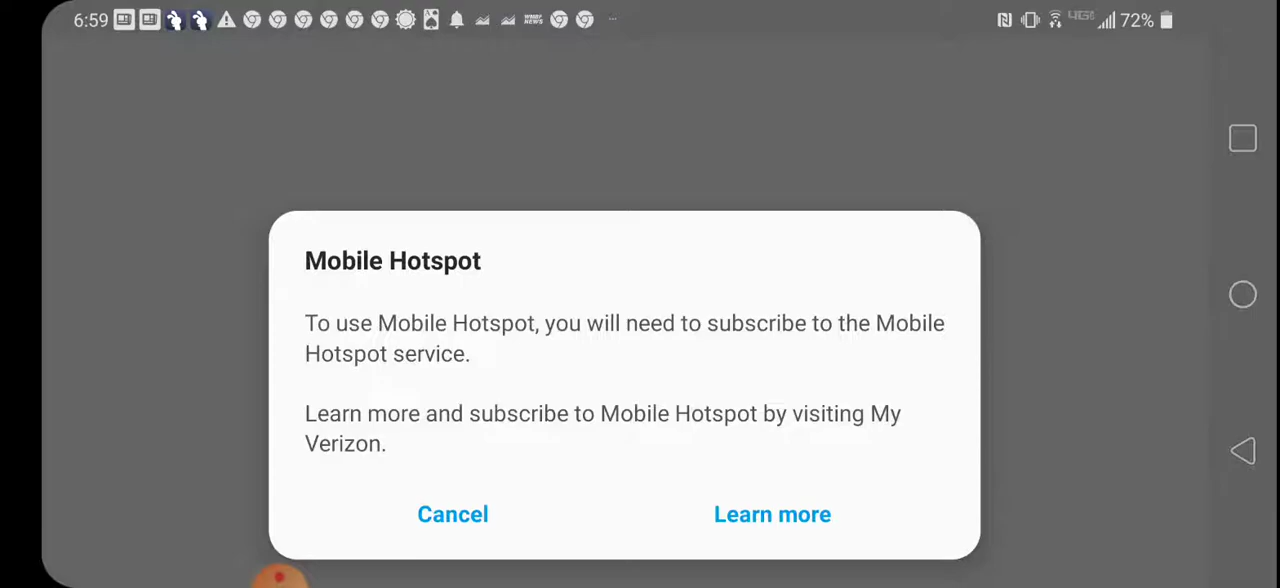 6:59 72%
Mobile Hotspot
To use Mobile Hotspot, you will need to subscribe to the Mobile
Hotspot service.
Learn more and subscribe to Mobile Hotspot by visiting My
Verizon.
Cancel Learn more